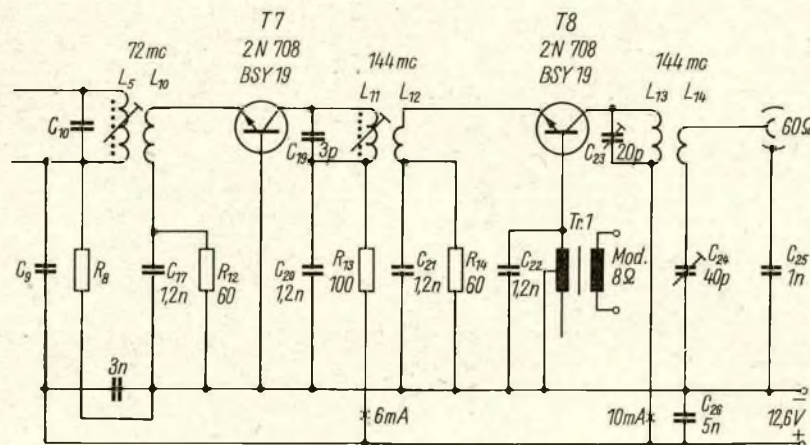 T7
2N 708
BSY 19
T8
2N 708
BSY 19
72 mc
L5 L10
144 mc
L11 L12
144 mc
L13 L14
C10
C19
3p
C23
20p
60Ω
C9
R8
C17
1,2n
R12
60
C20
1,2n
R13
100
C21
1,2n
R14
60
C22
1,2n
Tr.1
Mod.
8Ω
C24
40p
C25
1n
3n
6mA
10mA
C26
5n
−
12,6V
+